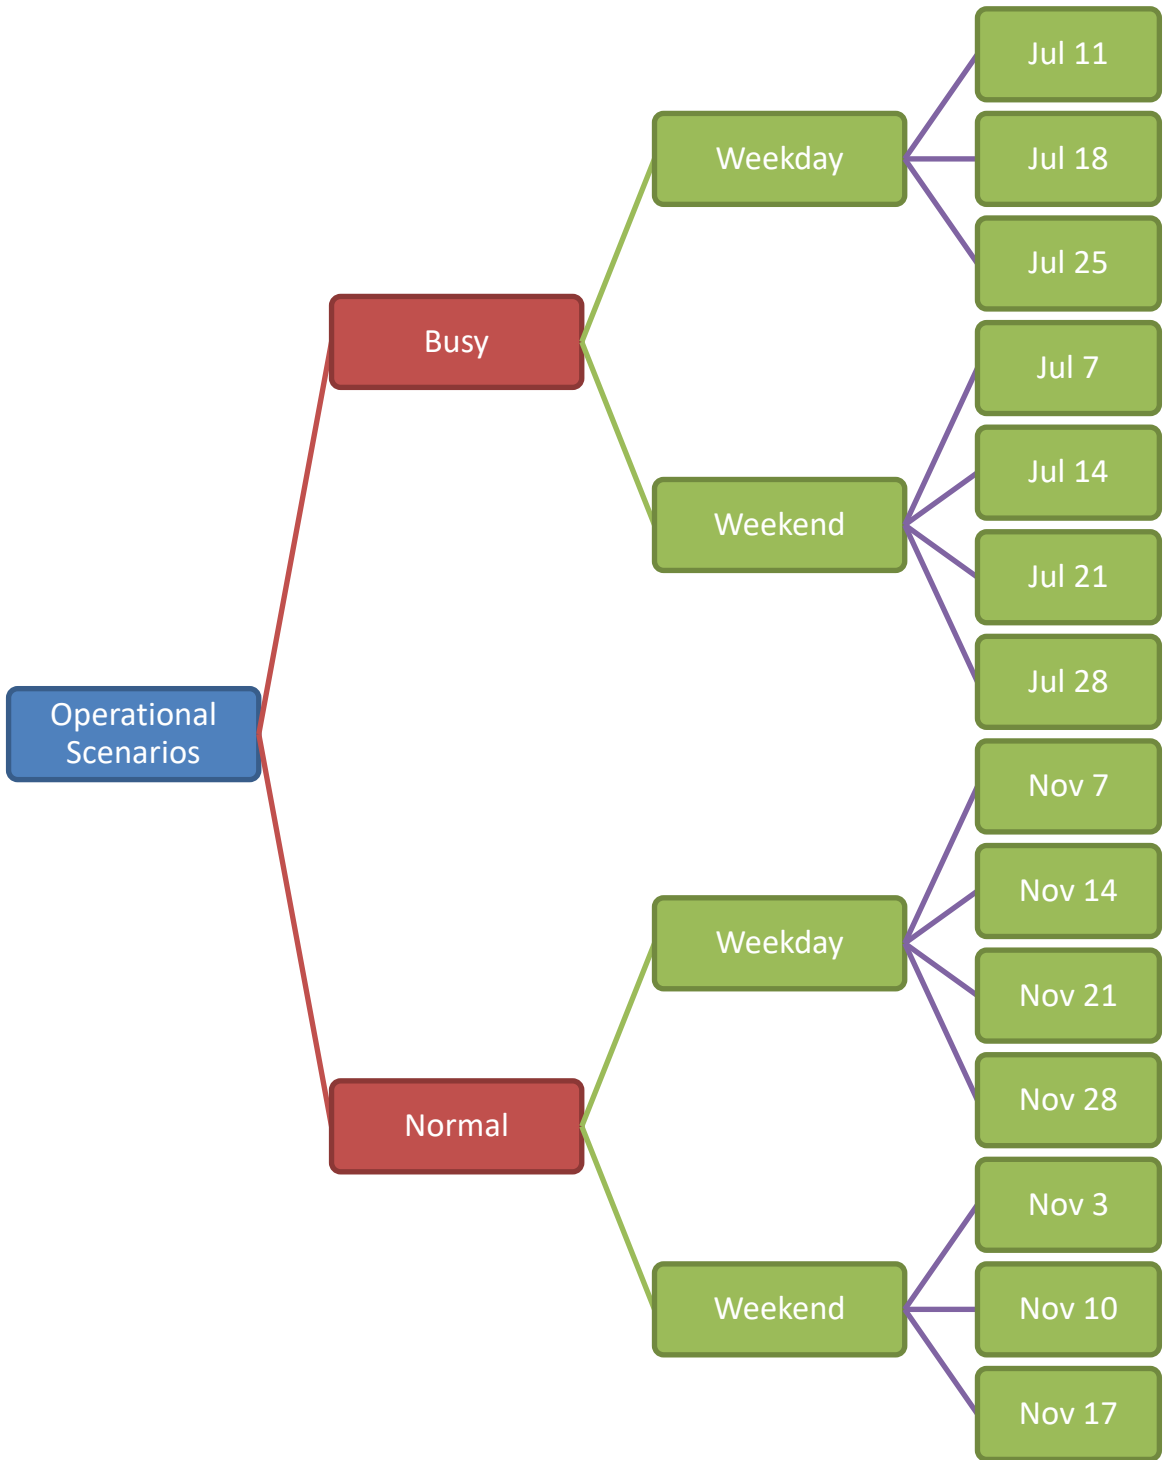 Operational
Scenarios
Busy
Weekday
Jul 11
Jul 18
Jul 25
Weekend
Jul 7
Jul 14
Jul 21
Jul 28
Normal
Weekday
Nov 7
Nov 14
Nov 21
Nov 28
Weekend
Nov 3
Nov 10
Nov 17